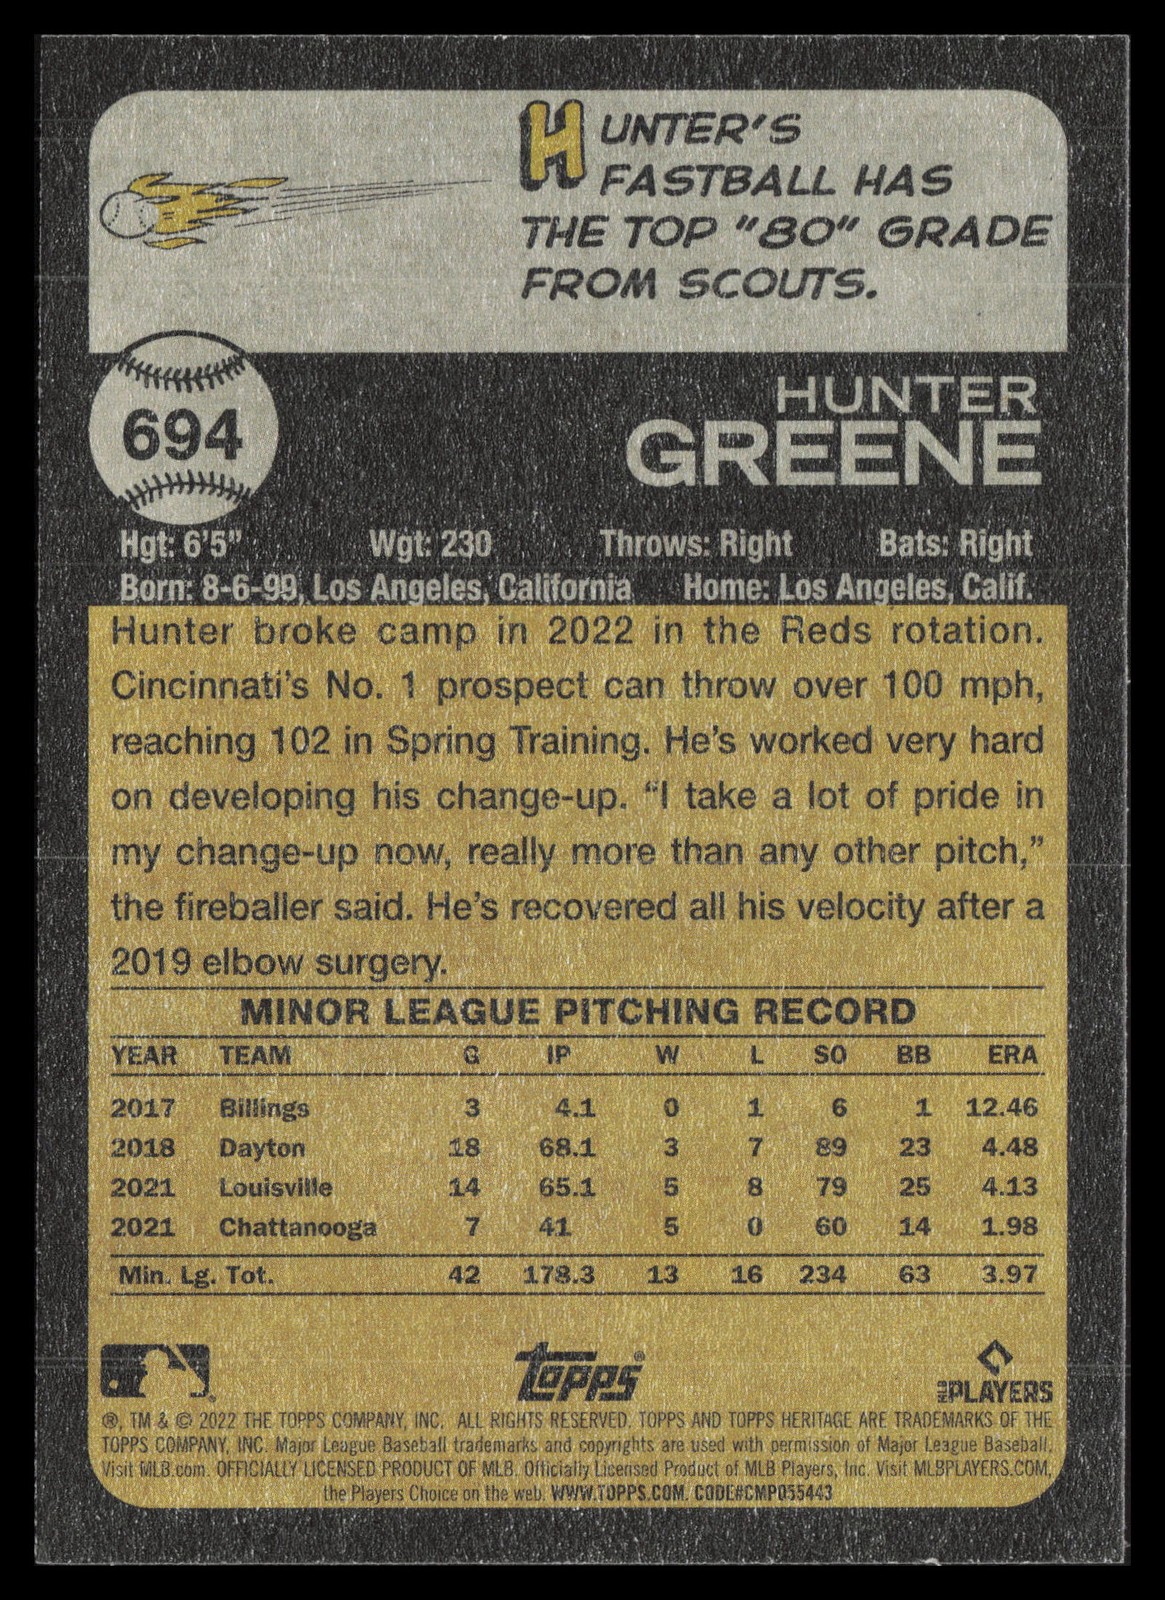 HUNTER'S
FASTBALL HAS
THE TOP "80" GRADE
FROM SCOUTS.
694
HUNTER
GREENE
Hgt: 6'5" Wgt: 230 Throws: Right Bats: Right
Born: 8-6-99, Los Angeles, California Home: Los Angeles, Calif.
Hunter broke camp in 2022 in the Reds rotation.
Cincinnati's No. 1 prospect can throw over 100 mph,
reaching 102 in Spring Training. He's worked very hard
on developing his change-up. "I take a lot of pride in
my change-up now, really more than any other pitch,"
the fireballer said. He's recovered all his velocity after a
2019 elbow surgery.
MINOR LEAGUE PITCHING RECORD
YEAR TEAM G IP W L SO BB ERA
2017 Billings 3 4.1 0 1 6 1 12.46
2018 Dayton 18 68.1 3 7 89 23 4.48
2021 Louisville 14 65.1 5 8 79 25 4.13
2021 Chattanooga 7 41 5 0 60 14 1.98
Min. Lg. Tot. 42 178.3 13 16 234 63 3.97
Topps®
MLB PLAYERS
®, TM & © 2022 THE TOPPS COMPANY, INC. ALL RIGHTS RESERVED. TOPPS AND TOPPS HERITAGE ARE TRADEMARKS OF THE
TOPPS COMPANY, INC. Major League Baseball trademarks and copyrights are used with permission of Major League Baseball.
Visit MLB.com. OFFICIALLY LICENSED PRODUCT OF MLB. Officially Licensed Product of MLB Players, Inc. Visit MLBPLAYERS.COM,
the Players Choice on the web. WWW.TOPPS.COM. CODE#CMP055443